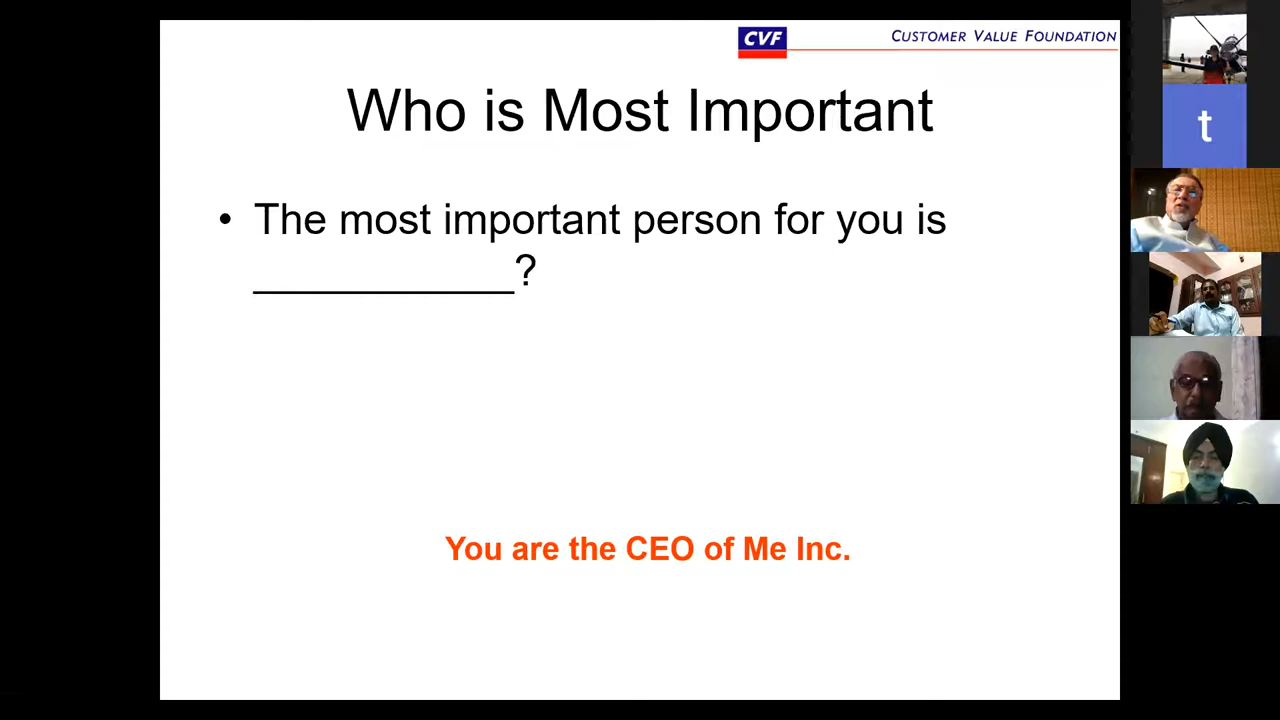 CVF
CUSTOMER VALUE FOUNDATION
Who is Most Important
• The most important person for you is
___________?
You are the CEO of Me Inc.
t